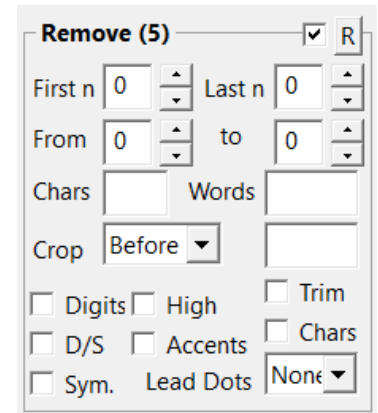 Remove (5) R
First n 0 Last n 0
From 0 to 0
Chars Words
Crop Before
Digits High Trim
D/S Accents Chars
Sym. Lead Dots None